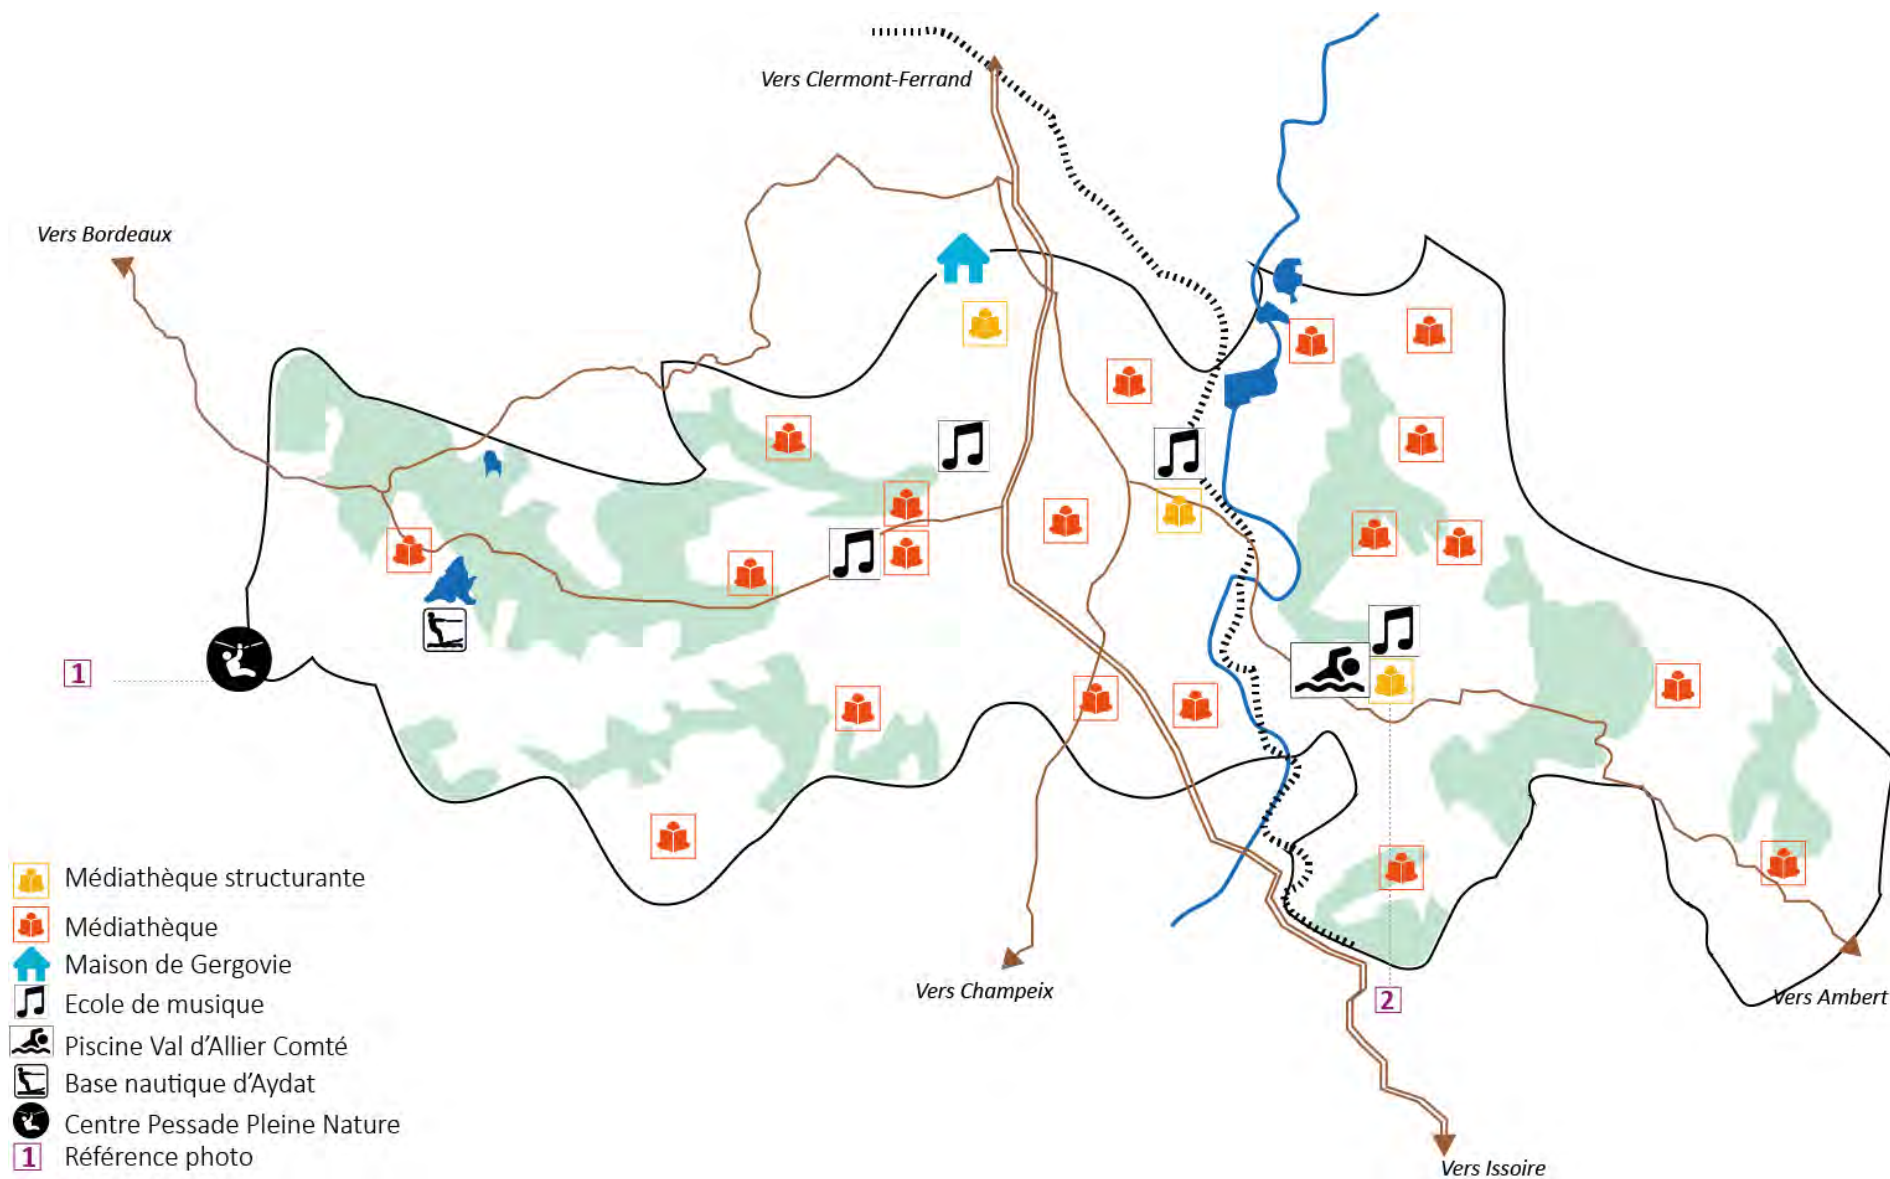 Vers Clermont-Ferrand
Vers Bordeaux
1
Médiathèque structurante
Médiathèque
Maison de Gergovie
Ecole de musique
Piscine Val d'Allier Comté
Base nautique d'Aydat
Centre Pessade Pleine Nature
1 Référence photo
Vers Champeix
2
Vers Ambert
Vers Issoire